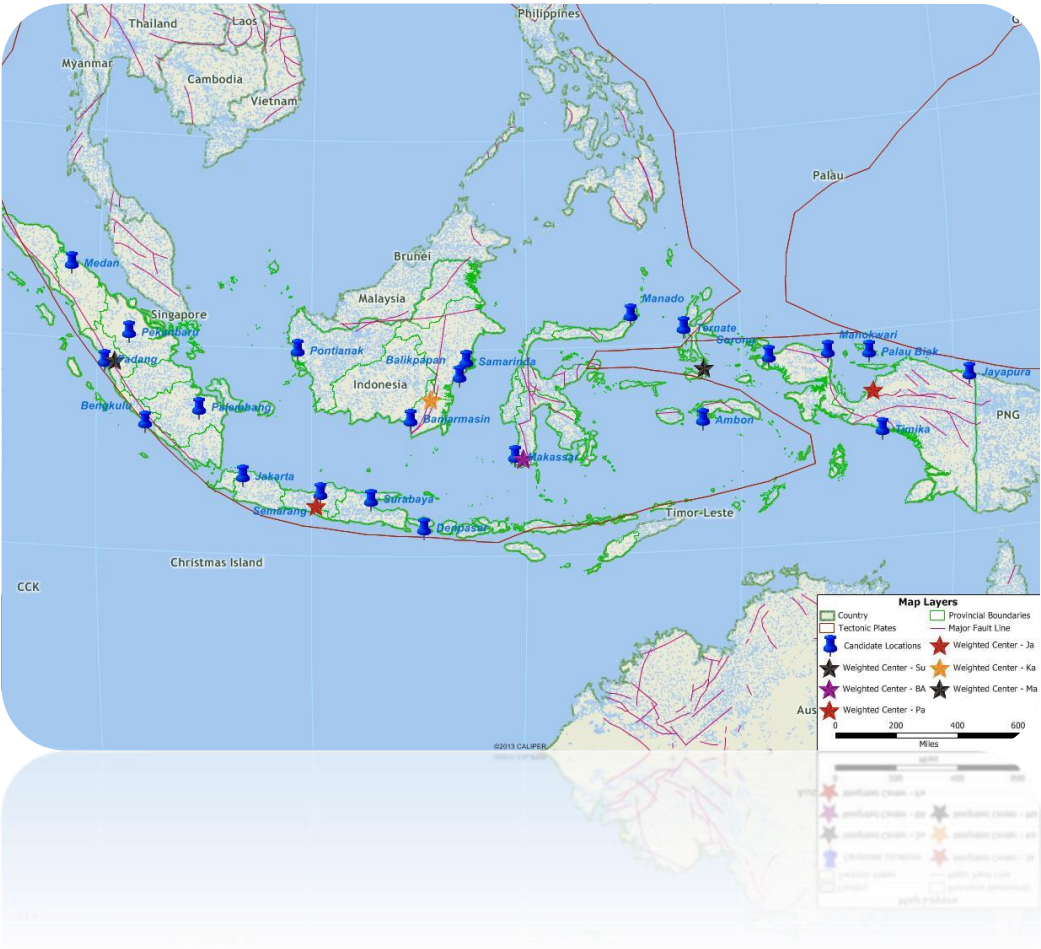 Thailand
Laos
Philippines
G
Myanmar
Cambodia
Vietnam
Palau
Brunei
Medan
Malaysia
Manado
Singapore
Pekanbaru
Ternate
Manokwari
Sorong
Padang
Pontianak
Balikpapan
Samarinda
Palau Biak
Jayapura
Indonesia
Bengkulu
Palembang
Banjarmasin
Ambon
PNG
Timika
Makassar
Jakarta
Surabaya
Semarang
Denpasar
Timor-Leste
Christmas Island
CCK
Aus
©2013 CALIPER
Map Layers
Country
Provincial Boundaries
Tectonic Plates
Major Fault Line
Candidate Locations
Weighted Center - Ja
Weighted Center - Su
Weighted Center - Ka
Weighted Center - BA
Weighted Center - Ma
Weighted Center - Pa
0 200 400 600
Miles